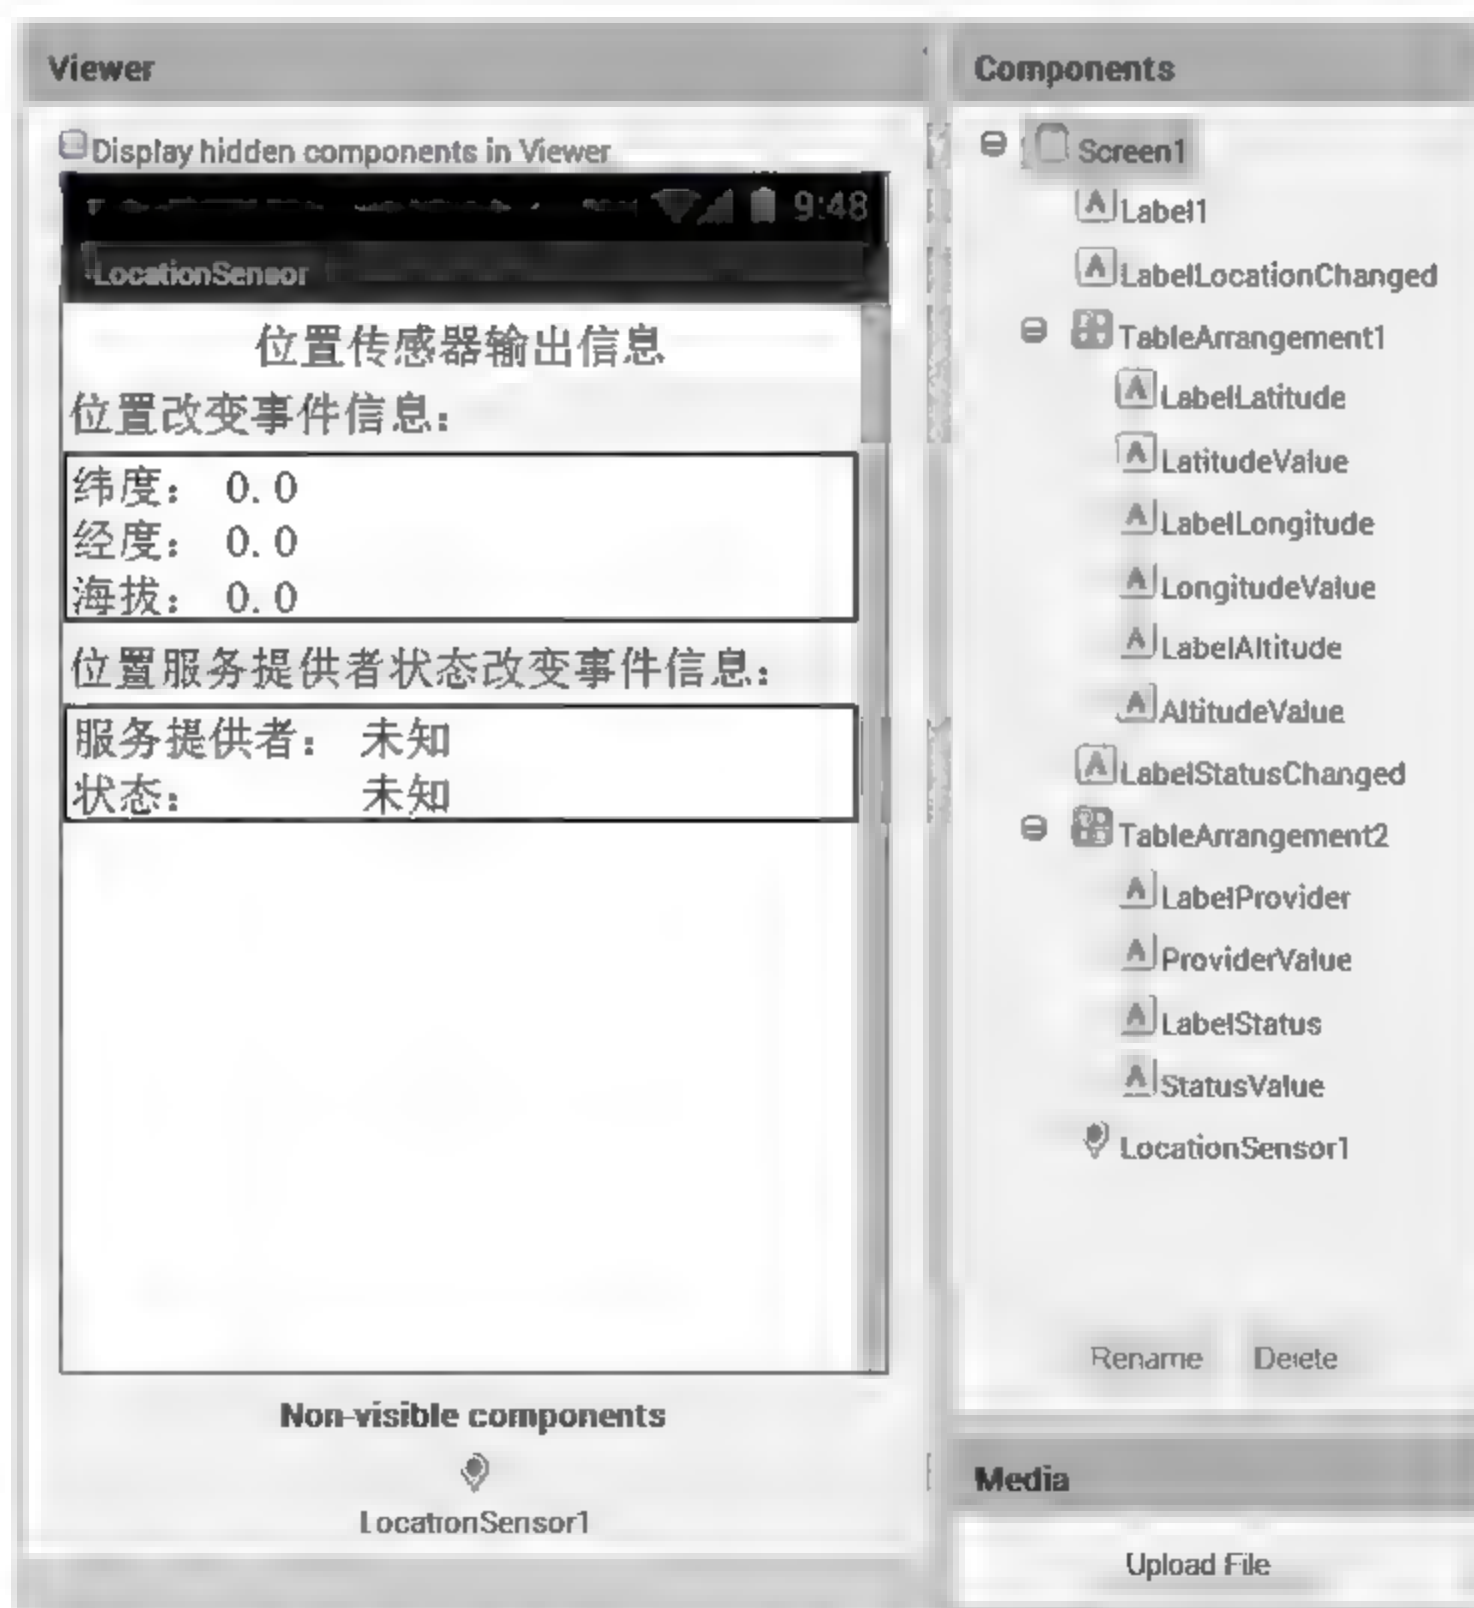 Viewer
Display hidden components in Viewer
9:48
LocationSensor
位置传感器输出信息
位置改变事件信息：
纬度： 0.0
经度： 0.0
海拔： 0.0
位置服务提供者状态改变事件信息：
服务提供者： 未知
状态： 未知
Non-visible components
LocationSensor1
Components
Screen1
Label1
LabelLocationChanged
TableArrangement1
LabelLatitude
LatitudeValue
LabelLongitude
LongitudeValue
LabelAltitude
AltitudeValue
LabelStatusChanged
TableArrangement2
LabelProvider
ProviderValue
LabelStatus
StatusValue
LocationSensor1
Rename Delete
Media
Upload File